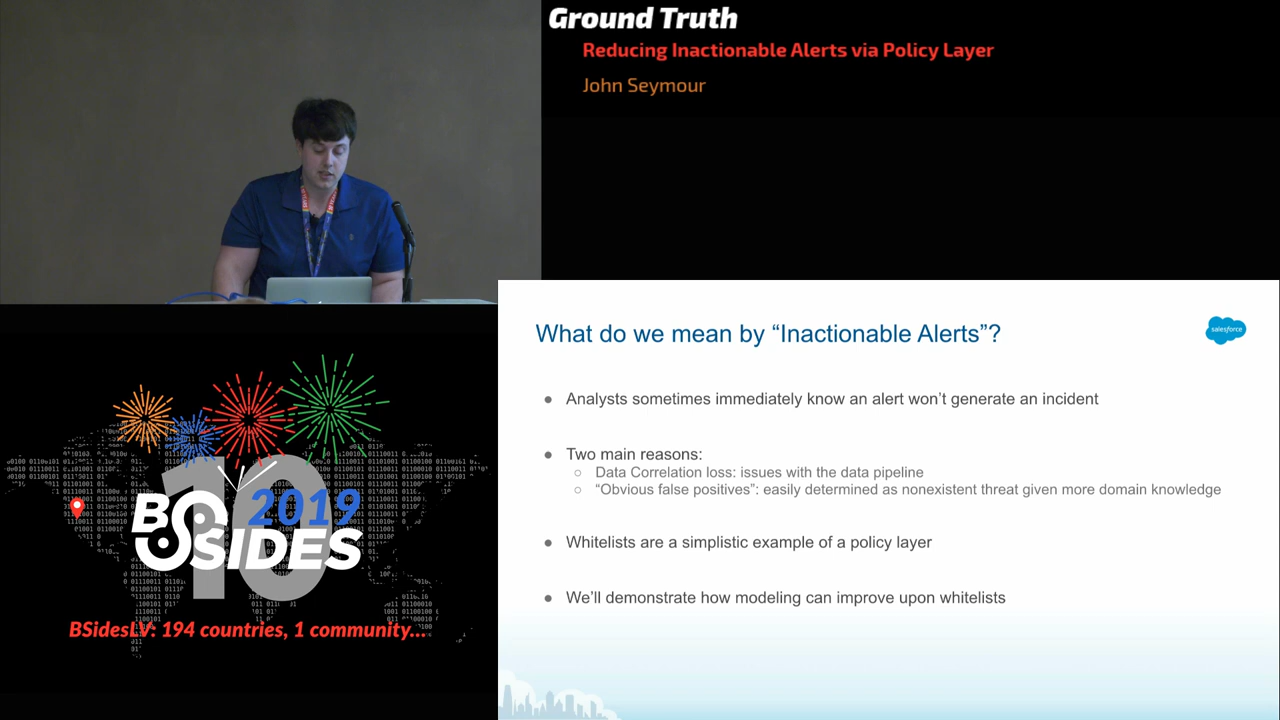 Ground Truth
Reducing Inactionable Alerts via Policy Layer
John Seymour
What do we mean by “Inactionable Alerts”?
salesforce
● Analysts sometimes immediately know an alert won’t generate an incident
● Two main reasons:
○ Data Correlation loss: issues with the data pipeline
○ “Obvious false positives”: easily determined as nonexistent threat given more domain knowledge
● Whitelists are a simplistic example of a policy layer
● We’ll demonstrate how modeling can improve upon whitelists
10
2019
BSIDES
BSidesLV: 194 countries, 1 community...